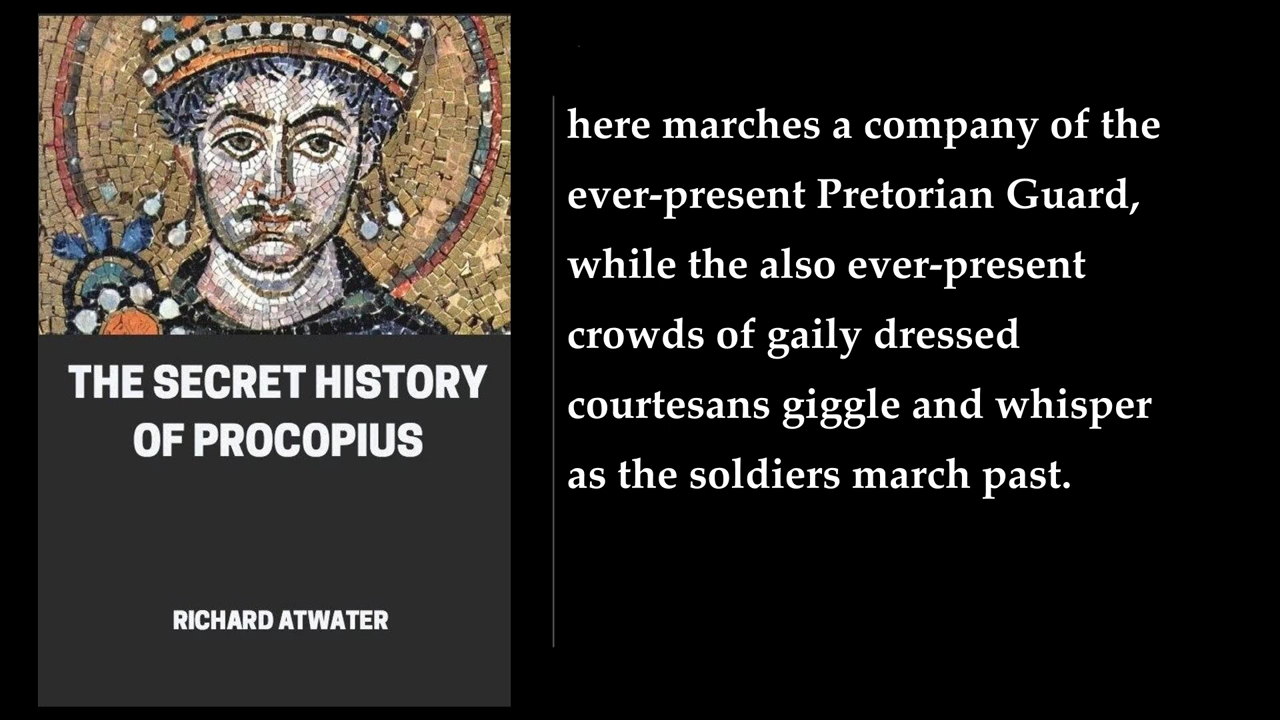 THE SECRET HISTORY
OF PROCOPIUS
RICHARD ATWATER
here marches a company of the
ever-present Pretorian Guard,
while the also ever-present
crowds of gaily dressed
courtesans giggle and whisper
as the soldiers march past.